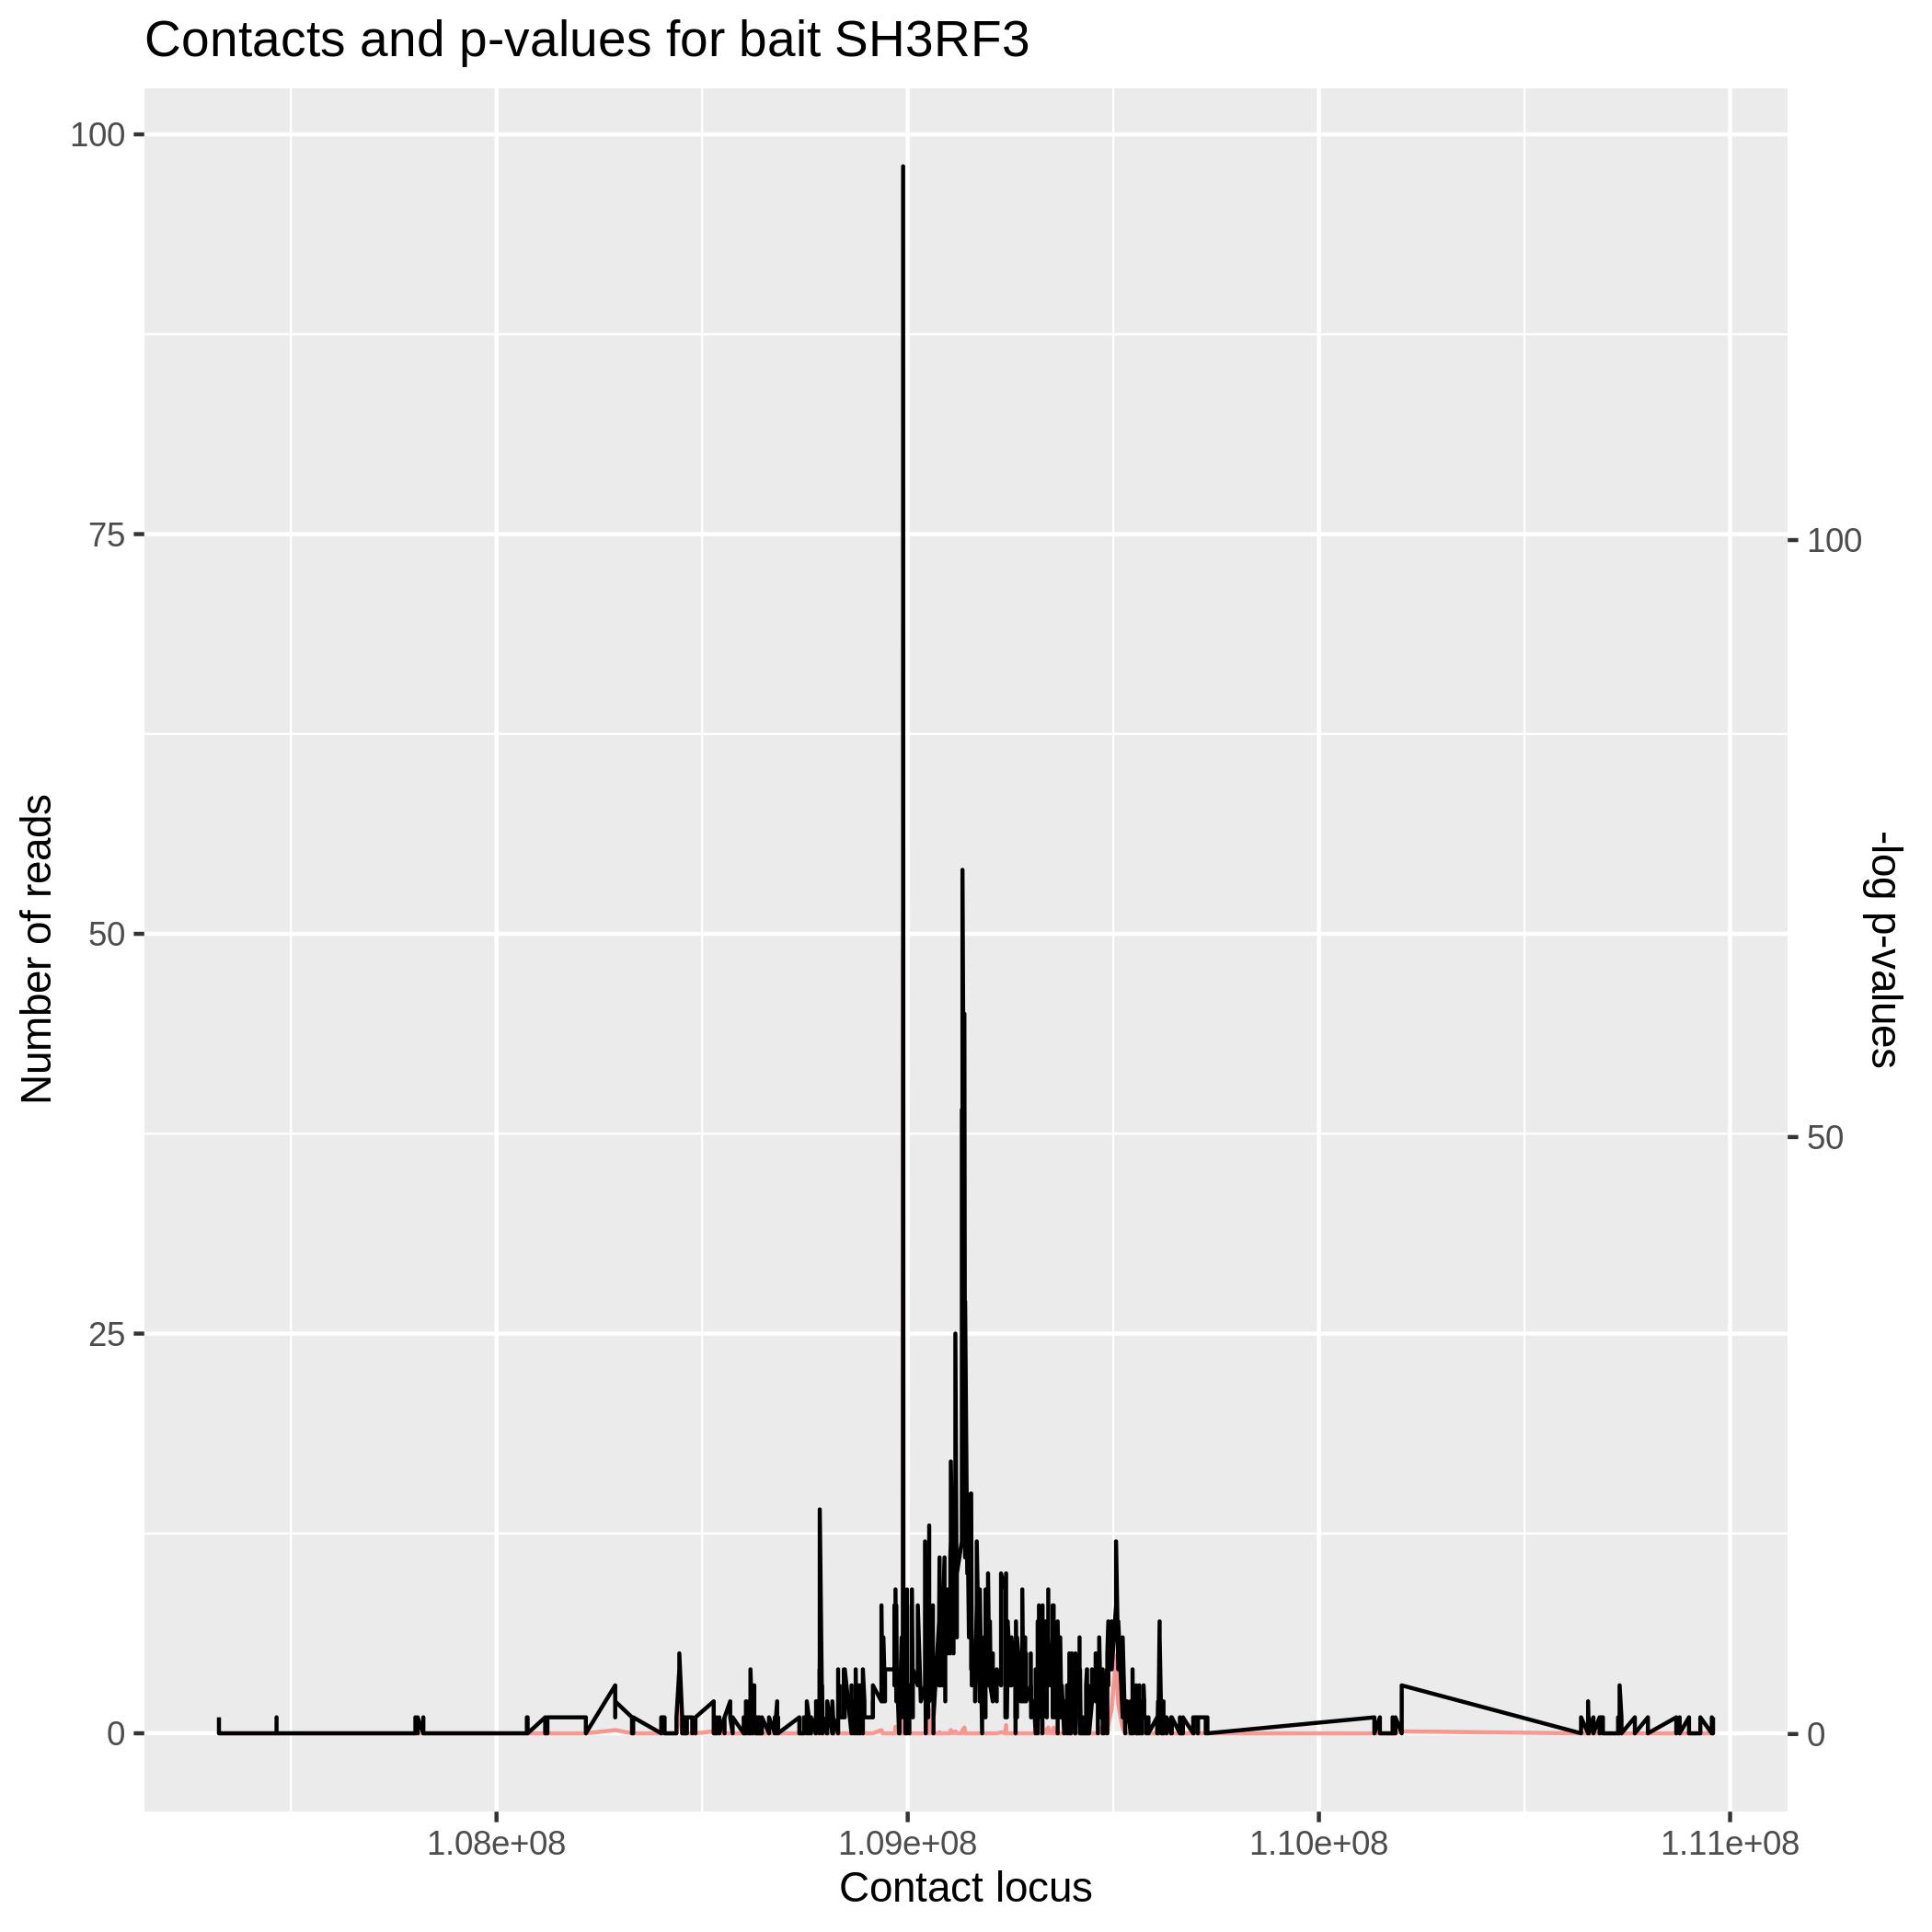 Contacts and p-values for bait SH3RF3
100
75
50
25
0
Number of reads
100
50
0
-log p-values
1.08e+08
1.09e+08
1.10e+08
1.11e+08
Contact locus